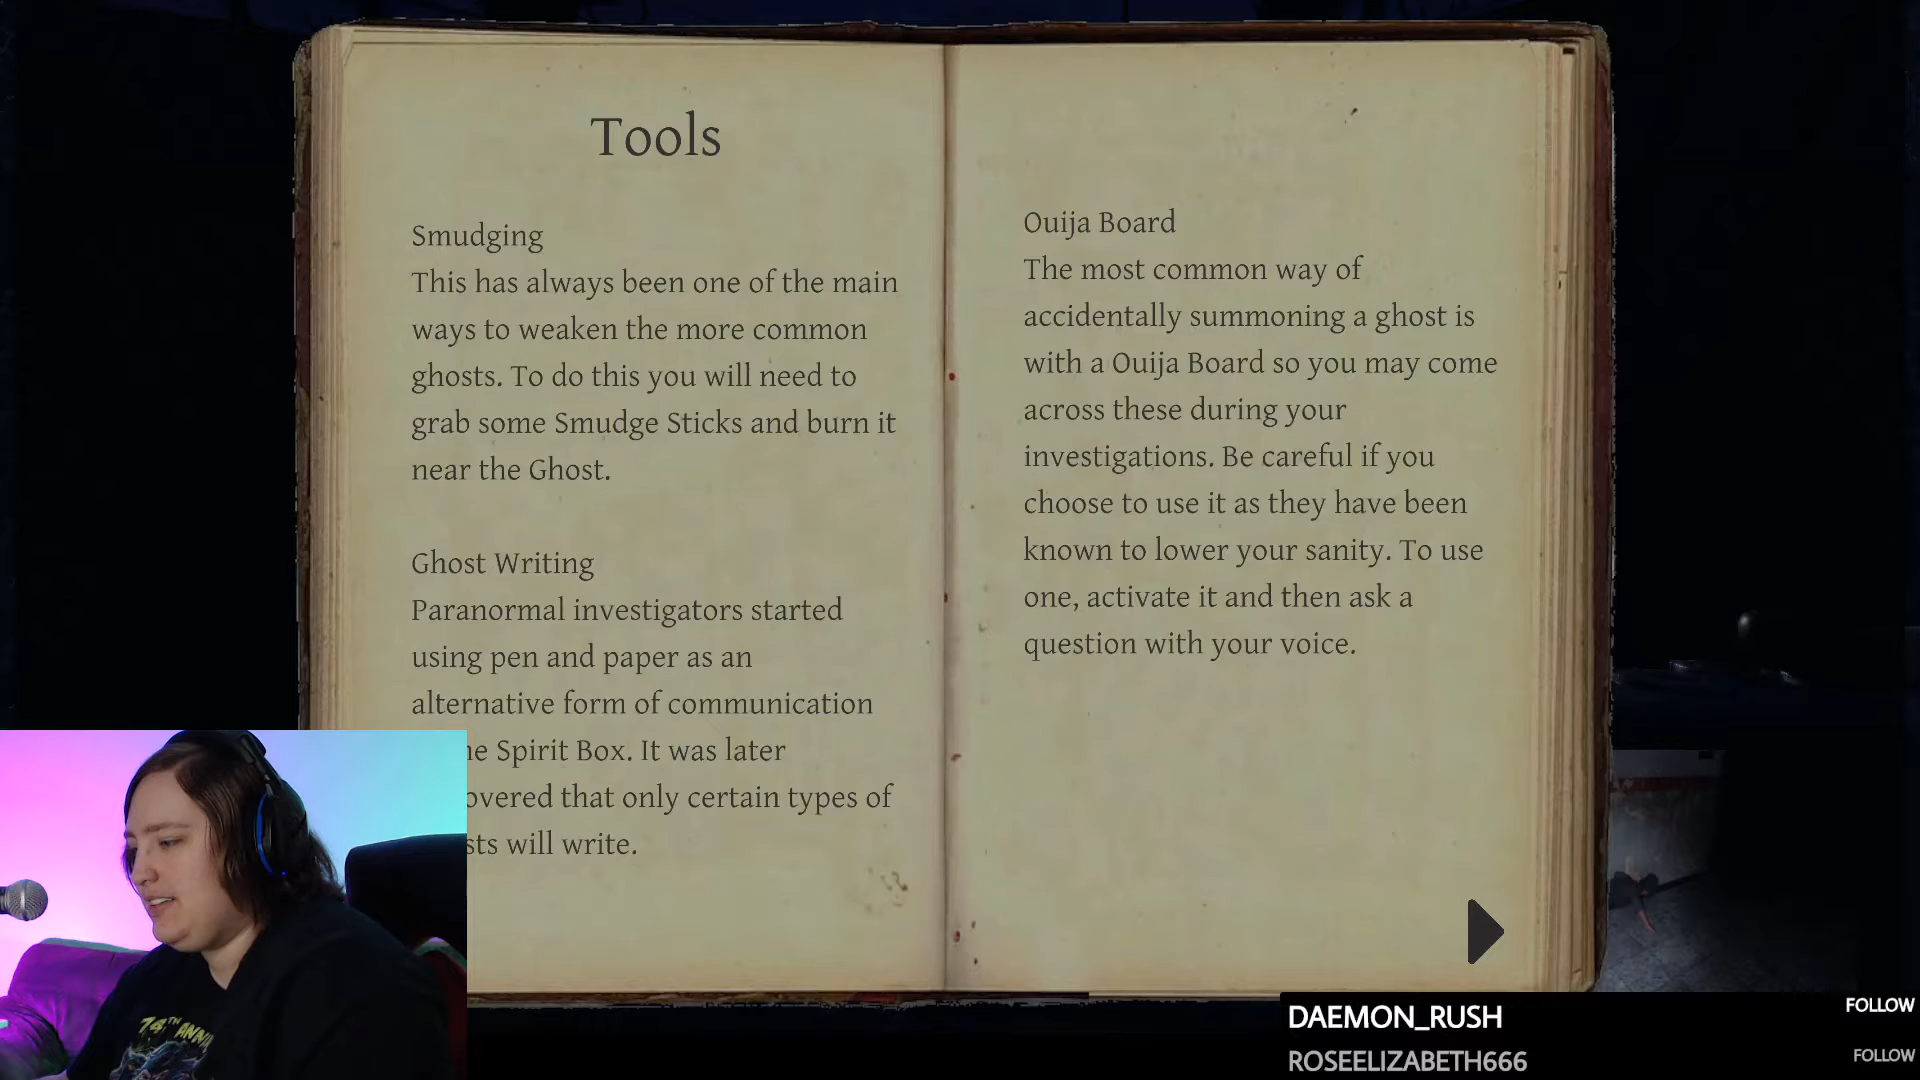 Tools
Smudging
This has always been one of the main
ways to weaken the more common
ghosts. To do this you will need to
grab some Smudge Sticks and burn it
near the Ghost.
Ghost Writing
Paranormal investigators started
using pen and paper as an
alternative form of communication
Spirit Box. It was later
that only certain types of
will write.
Ouija Board
The most common way of
accidentally summoning a ghost is
with a Ouija Board so you may come
across these during your
investigations. Be careful if you
choose to use it as they have been
known to lower your sanity. To use
one, activate it and then ask a
question with your voice.
74TH
DAEMON_RUSH
FOLLOW
ROSEELIZABETH666
FOLLOW